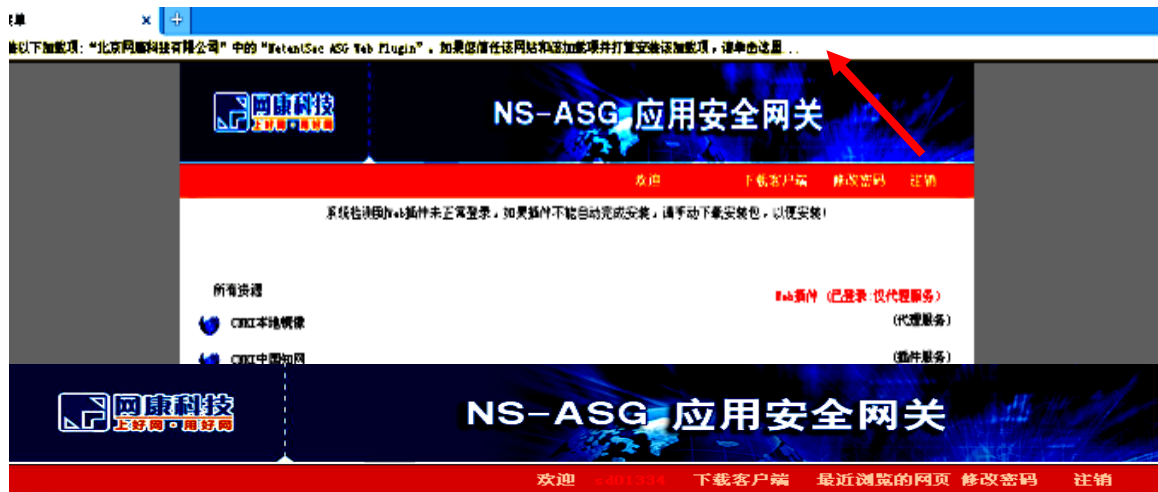 装以下加载项: “北京网康科技有限公司” 中的 “NetentSec ASG Web Plugin”。如果您信任该网站和该加载项并打算安装该加载项，请单击这里...
网康科技
上好网·用好网
NS-ASG 应用安全网关
欢迎 下载客户端 修改密码 注销
系统检测到Web插件未正常登录，如果插件不能自动完成安装，请手动下载安装包，以便安装!
所有资源
Web插件 (已登录:仅代理服务)
CNKI本地镜像 (代理服务)
CNKI中国知网 (插件服务)
网康科技
上好网·用好网
NS-ASG 应用安全网关
欢迎 sd01334 下载客户端 最近浏览的网页 修改密码 注销